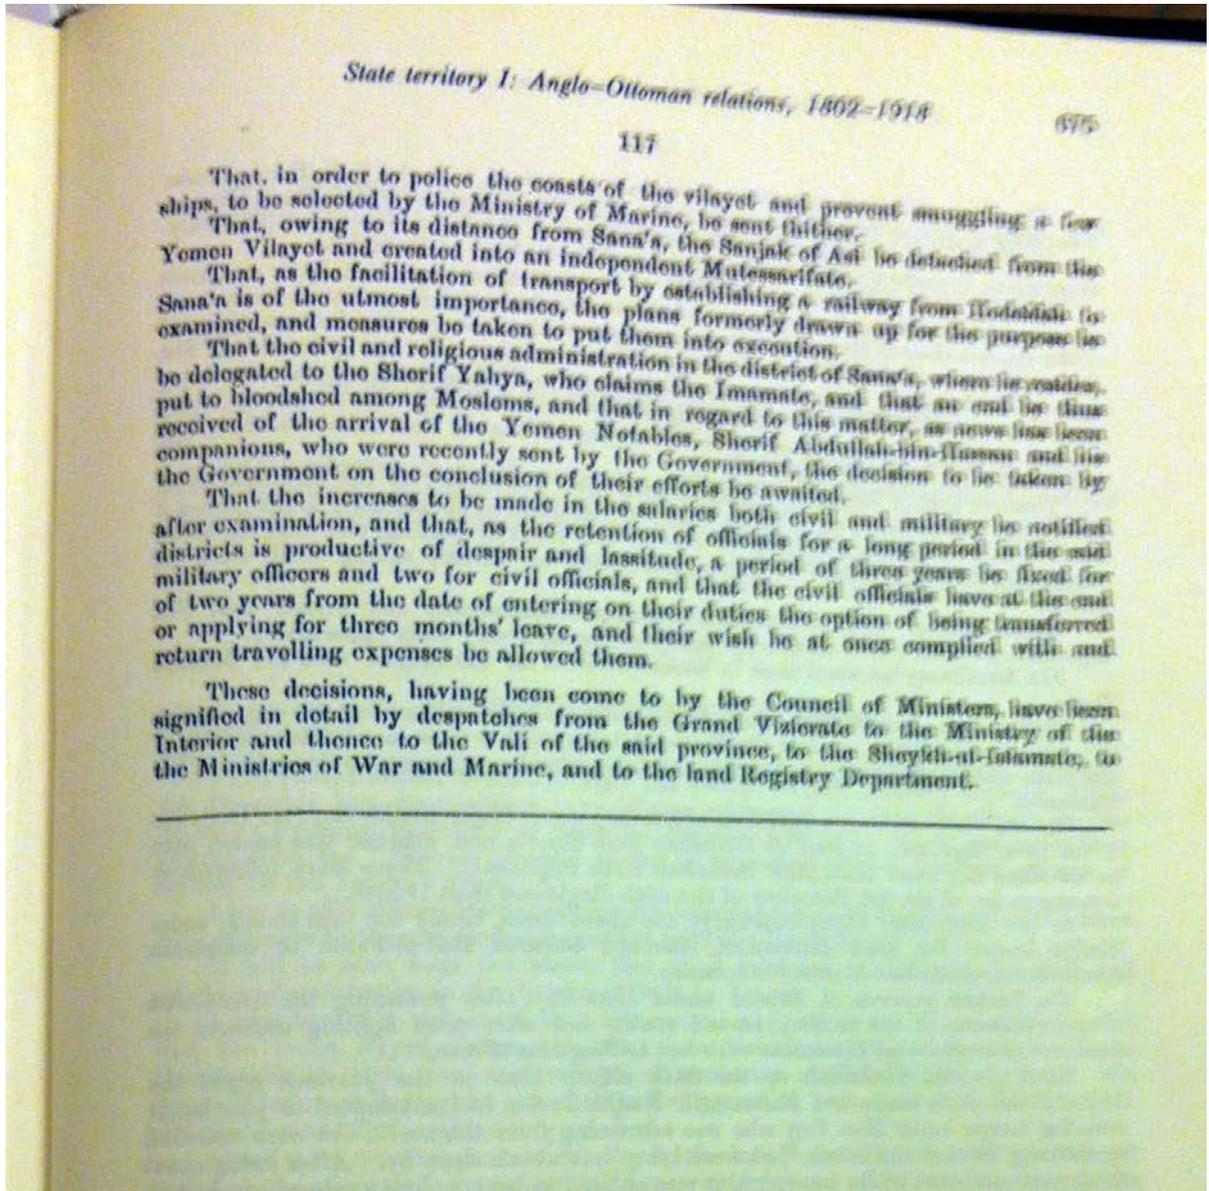 State territory I: Anglo-Ottoman relations, 1802-1918 675
117
That, in order to police the coasts of the vilayet and prevent smuggling a few
ships, to be selected by the Ministry of Marine, be sent thither.
That, owing to its distance from Sana'a, the Sanjak of Asi be detached from the
Yemen Vilayet and created into an independent Mutessarifate.
That, as the facilitation of transport by establishing a railway from Hodeidah to
Sana'a is of the utmost importance, the plans formerly drawn up for the purpose be
examined, and measures be taken to put them into execution.
That the civil and religious administration in the district of Sana'a, where he resides,
be delegated to the Sherif Yahya, who claims the Imamate, and that an end be thus
put to bloodshed among Moslems, and that in regard to this matter, as news has been
received of the arrival of the Yemen Notables, Sherif Abdullah-bin-Hassan and his
companions, who were recently sent by the Government, the decision to be taken by
the Government on the conclusion of their efforts be awaited.
That the increases to be made in the salaries both civil and military be notified
after examination, and that, as the retention of officials for a long period in the said
districts is productive of despair and lassitude, a period of three years be fixed for
military officers and two for civil officials, and that the civil officials have at the end
of two years from the date of entering on their duties the option of being transferred
or applying for three months' leave, and their wish be at once complied with and
return travelling expenses be allowed them.
These decisions, having been come to by the Council of Ministers, have been
signified in detail by despatches from the Grand Vizierate to the Ministry of the
Interior and thence to the Vali of the said province, to the Sheykh-ul-Islamate, to
the Ministries of War and Marine, and to the land Registry Department.